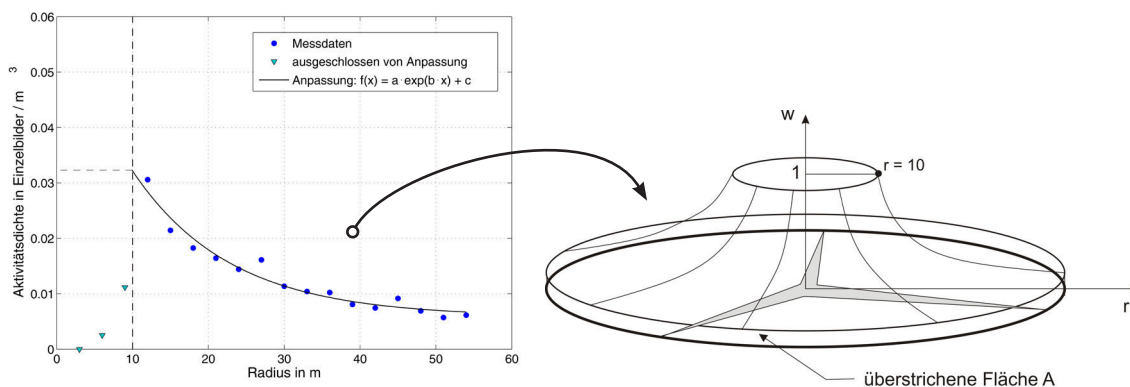 Messdaten
ausgeschlossen von Anpassung
Anpassung: f(x) = a·exp(b·x) + c
Aktivitätsdichte in Einzelbilder / m³
0.06
0.05
0.04
0.03
0.02
0.01
0
0 10 20 30 40 50 60
Radius in m
w
1
r = 10
r
überstrichene Fläche A